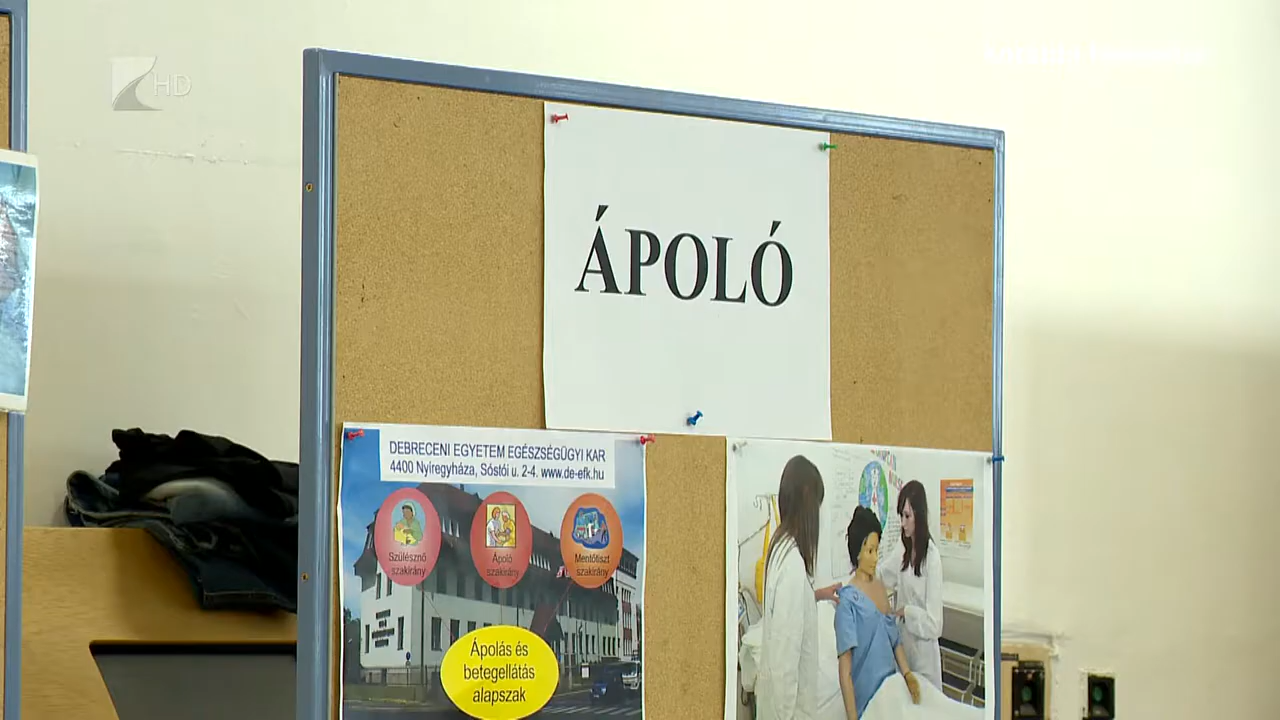 HD
ÁPOLÓ
DEBRECENI EGYETEM EGÉSZSÉGÜGYI KAR
4400 Nyíregyháza, Sóstói u. 2-4. www.de-efk.hu
Szülésznő
szakirány
Ápoló
szakirány
Mentőtiszt
szakirány
Ápolás és
betegellátás
alapszak